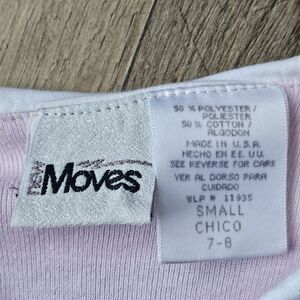 new
Moves
50 % POLYESTER /
POLIESTER
50 % COTTON /
ALGODON
MADE IN U.S.A.
HECHO EN EE. UU.
SEE REVERSE FOR CARE
VER AL DORSO PARA
CUIDADO
WLP # 11935
SMALL
CHICO
7-8